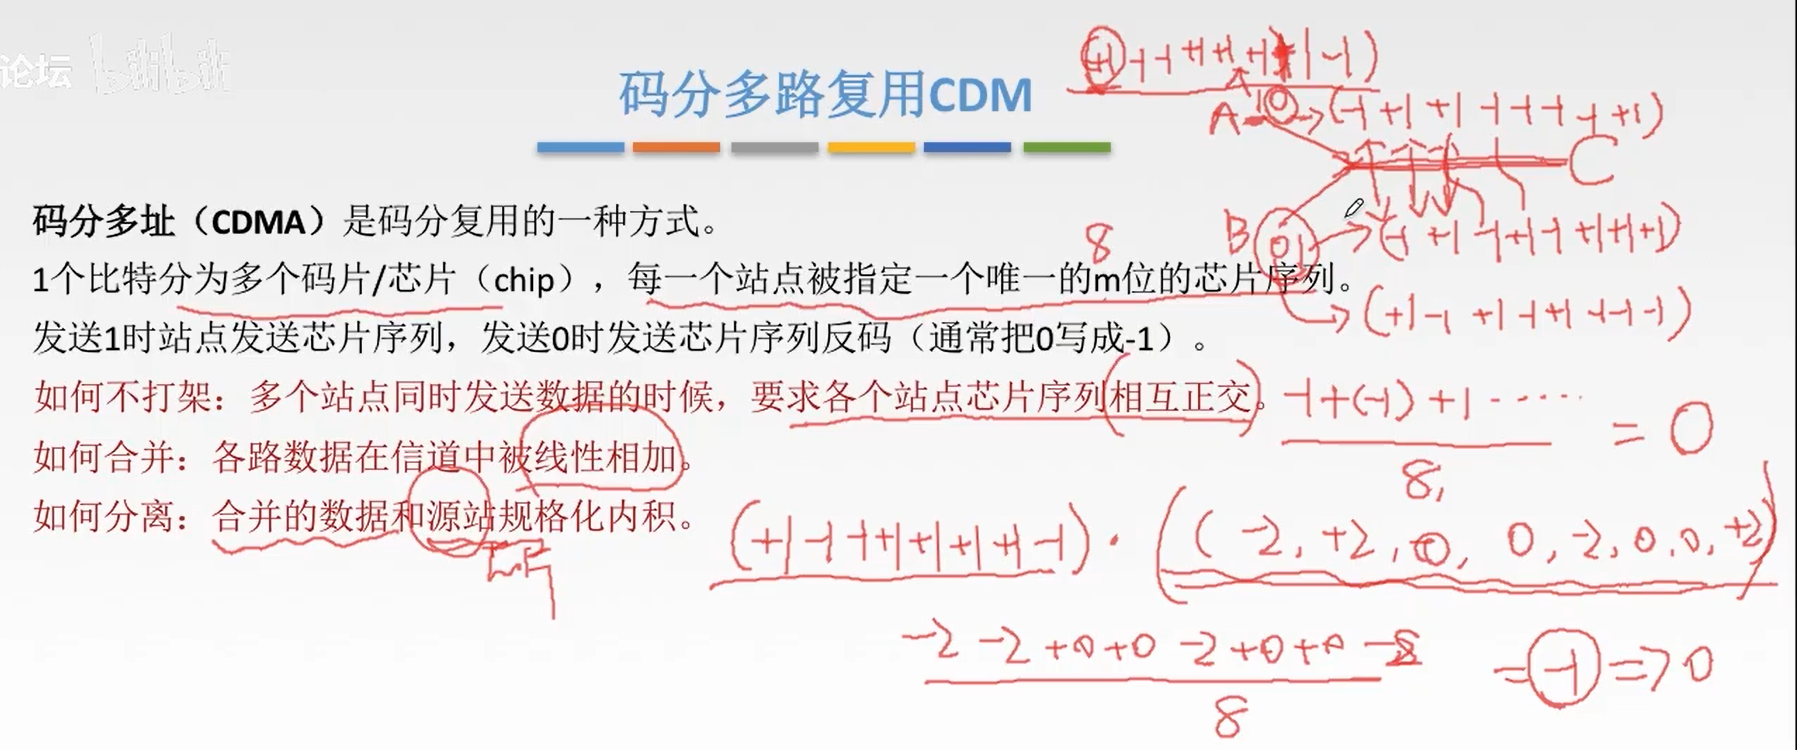 论坛 bilibili
码分多路复用CDM
(+1 -1 -1 +1 +1 +1 +1 -1)
A 10 → (-1 +1 +1 -1 -1 -1 -1 +1)
C
码分多址（CDMA）是码分复用的一种方式。
B 01 → (-1 +1 -1 +1 -1 +1 +1 +1)
8
1个比特分为多个码片/芯片（chip），每一个站点被指定一个唯一的m位的芯片序列。
→ (+1 -1 +1 -1 +1 -1 -1 -1)
发送1时站点发送芯片序列，发送0时发送芯片序列反码（通常把0写成-1）。
如何不打架：多个站点同时发送数据的时候，要求各个站点芯片序列相互正交。
-1+(-1)+1 ......
8,
= 0
如何合并：各路数据在信道中被线性相加。
如何分离：合并的数据和源站规格化内积。
(+1 -1 -1 +1 +1 +1 +1 -1) · ((-2, +2, 0, 0, -2, 0, 0, +2))
-2 -2 +0 +0 -2 +0 +0 -2
8
= -1 => 0